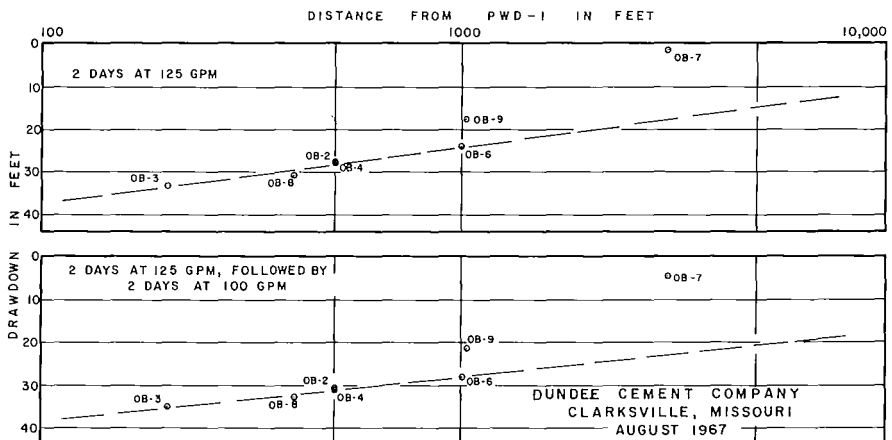 DISTANCE FROM PWD-1 IN FEET
100 1000 10,000
0
2 DAYS AT 125 GPM
10
20
30
40
OB-7
OB-9
OB-2
OB-4
OB-6
OB-3
OB-8
DRAWDOWN IN FEET
0
2 DAYS AT 125 GPM, FOLLOWED BY
2 DAYS AT 100 GPM
10
20
30
40
OB-7
OB-9
OB-2
OB-4
OB-6
OB-3
OB-8
DUNDEE CEMENT COMPANY
CLARKSVILLE, MISSOURI
AUGUST 1967